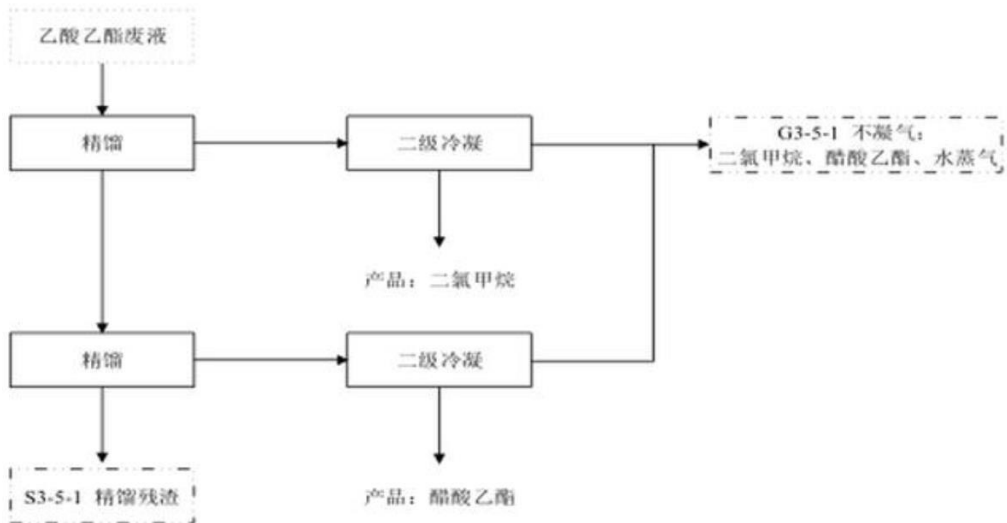 乙酸乙酯废液
精馏
二级冷凝
G3-5-1 不凝气：
二氯甲烷、醋酸乙酯、水蒸气
产品：二氯甲烷
精馏
二级冷凝
S3-5-1 精馏残渣
产品：醋酸乙酯